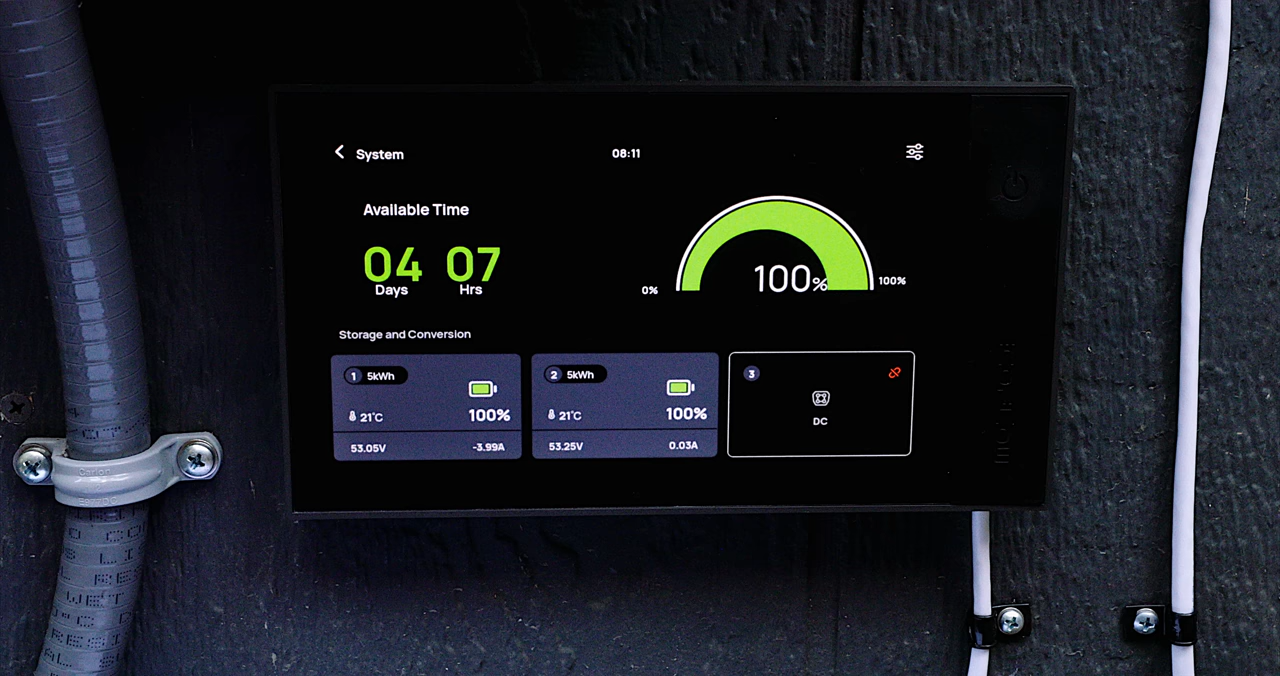 System
08:11
Available Time
04 07
Days Hrs
0%
100%
100%
Storage and Conversion
1 5kWh
21°C
100%
53.05V
-3.99A
2 5kWh
21°C
100%
53.25V
0.03A
3
DC
Carlon